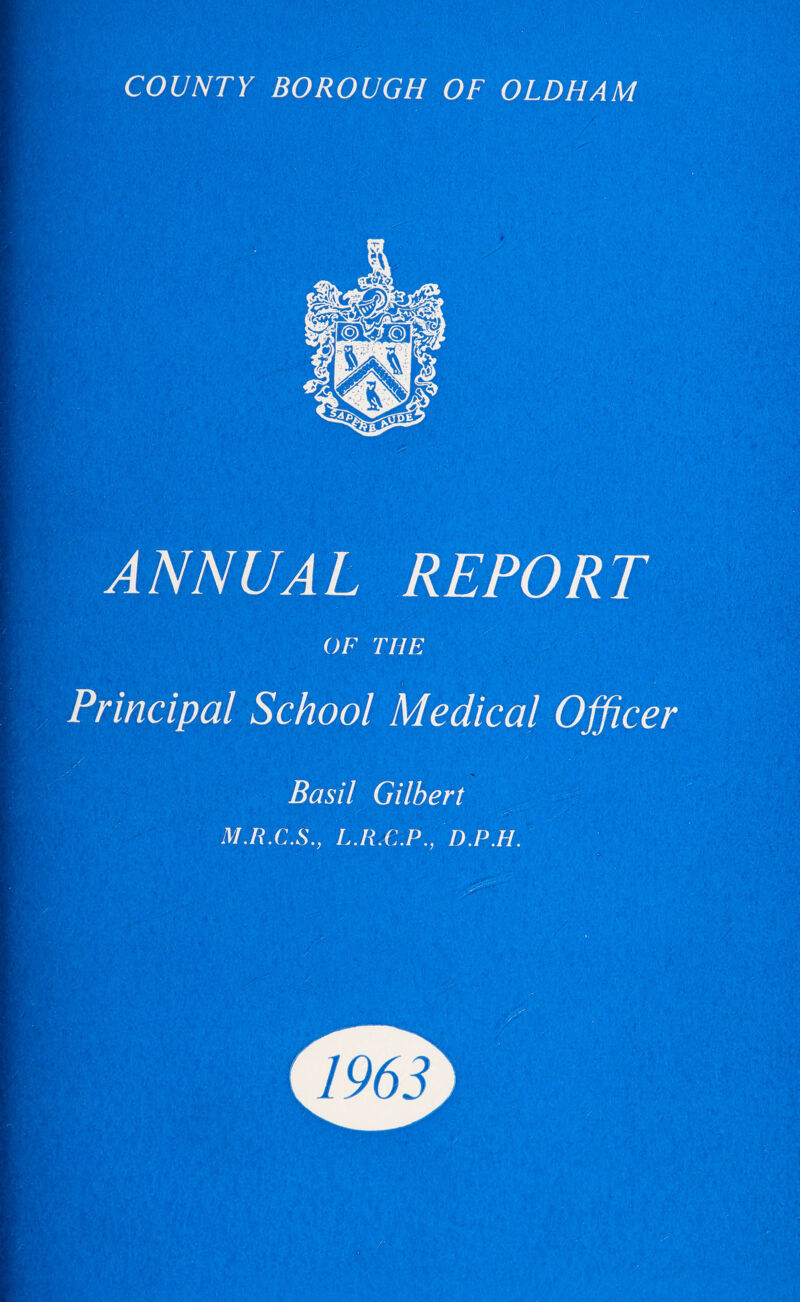 COUNTY BOROUGH OF OLDHAM
SAPERE AUDE
ANNUAL REPORT
OF THE
Principal School Medical Officer
Basil Gilbert
M.R.C.S., L.R.C.P., D.P.H.
1963